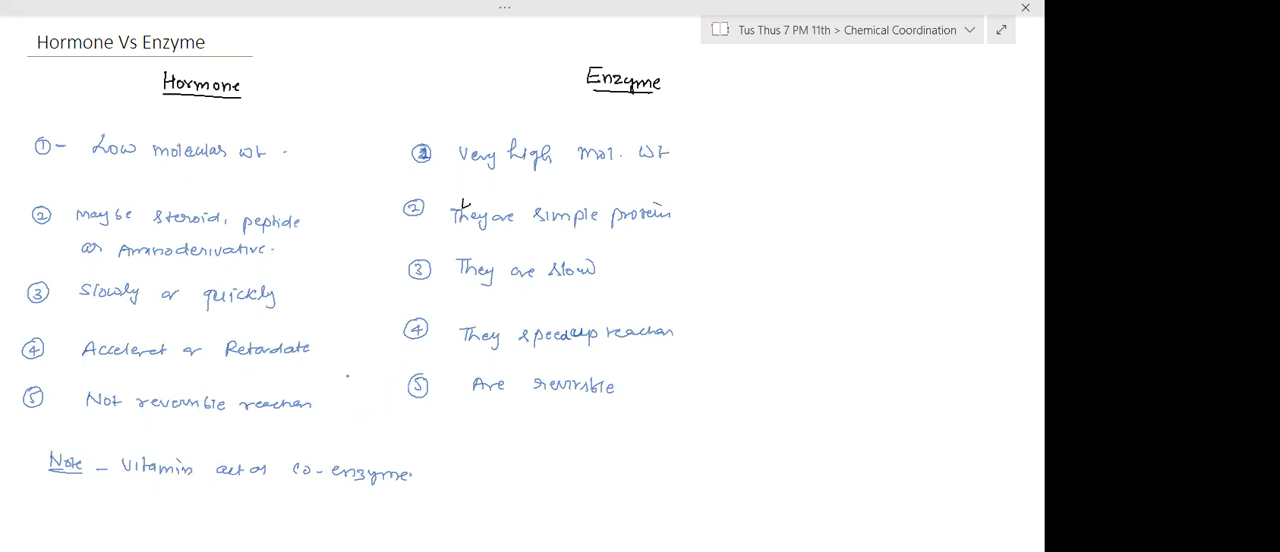 Tus Thus 7 PM 11th > Chemical Coordination
Hormone Vs Enzyme
Hormone
Enzyme
① - Low molecular wt.
① Very high mol. wt
② May be steroid, peptide
or Aminoderivative.
② They are simple protein
③ Slowly or quickly
③ They are slow
④ Acceleret or Retardate
④ They speedup reaction
⑤ Not reversible reaction
⑤ Are reversible
Note - Vitamin act as co-enzyme.